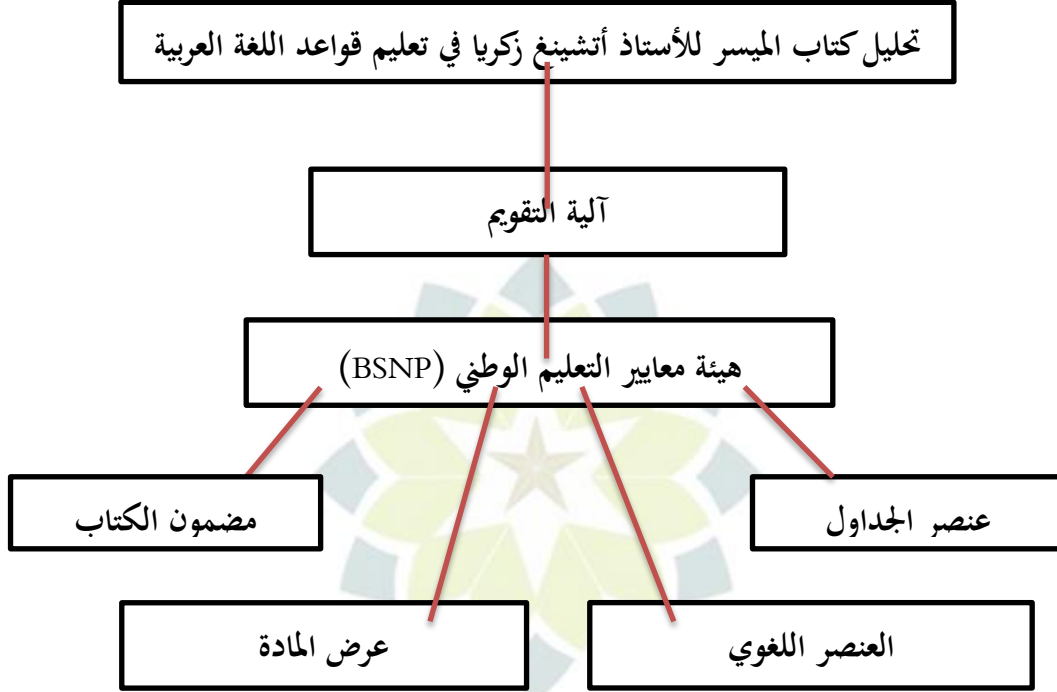 تحليل كتاب الميسر للأستاذ أتشينغ زكريا في تعليم قواعد اللغة العربية
آلية التقويم
هيئة معايير التعليم الوطني (BSNP)
عنصر الجداول
مضمون الكتاب
العنصر اللغوي
عرض المادة